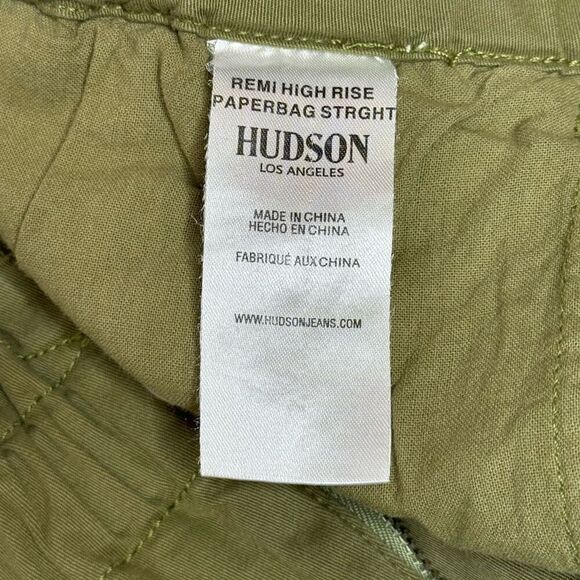 REMI HIGH RISE
PAPERBAG STRGHT
HUDSON
LOS ANGELES
MADE IN CHINA
HECHO EN CHINA
FABRIQUÉ AUX CHINA
WWW.HUDSONJEANS.COM